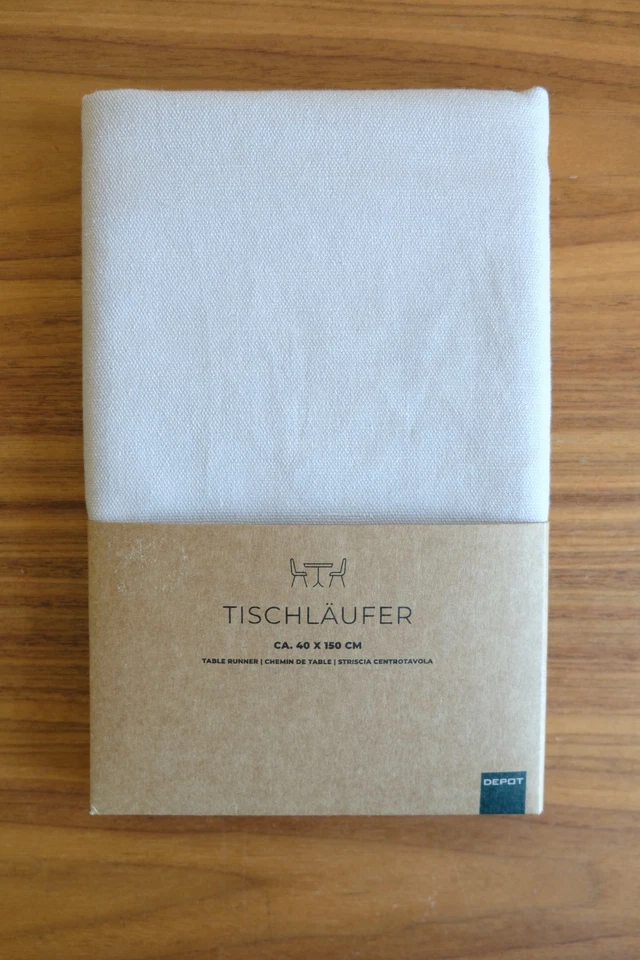 TISCHLÄUFER
CA. 40 X 150 CM
TABLE RUNNER | CHEMIN DE TABLE | STRISCIA CENTROTAVOLA
DEPOT